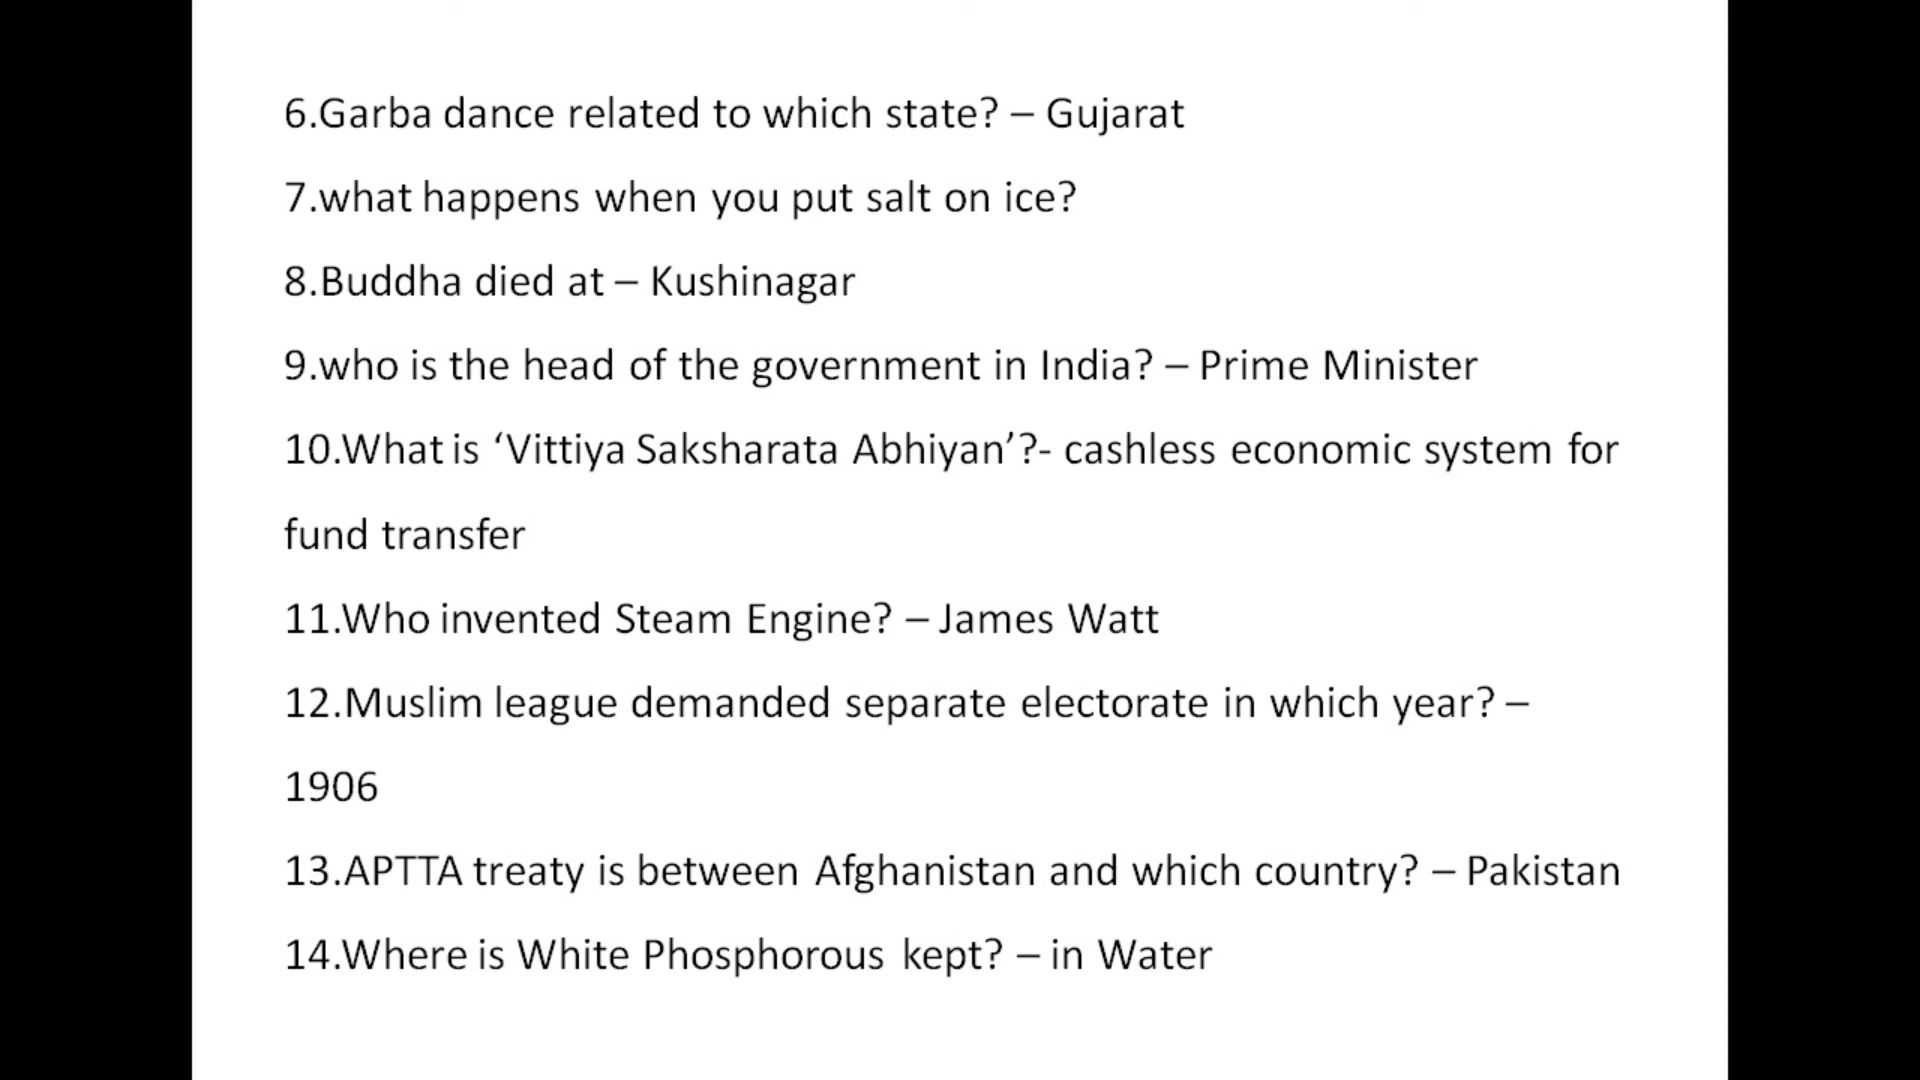 6.Garba dance related to which state? – Gujarat
7.what happens when you put salt on ice?
8.Buddha died at – Kushinagar
9.who is the head of the government in India? – Prime Minister
10.What is ‘Vittiya Saksharata Abhiyan’?- cashless economic system for
fund transfer
11.Who invented Steam Engine? – James Watt
12.Muslim league demanded separate electorate in which year? –
1906
13.APTTA treaty is between Afghanistan and which country? – Pakistan
14.Where is White Phosphorous kept? – in Water